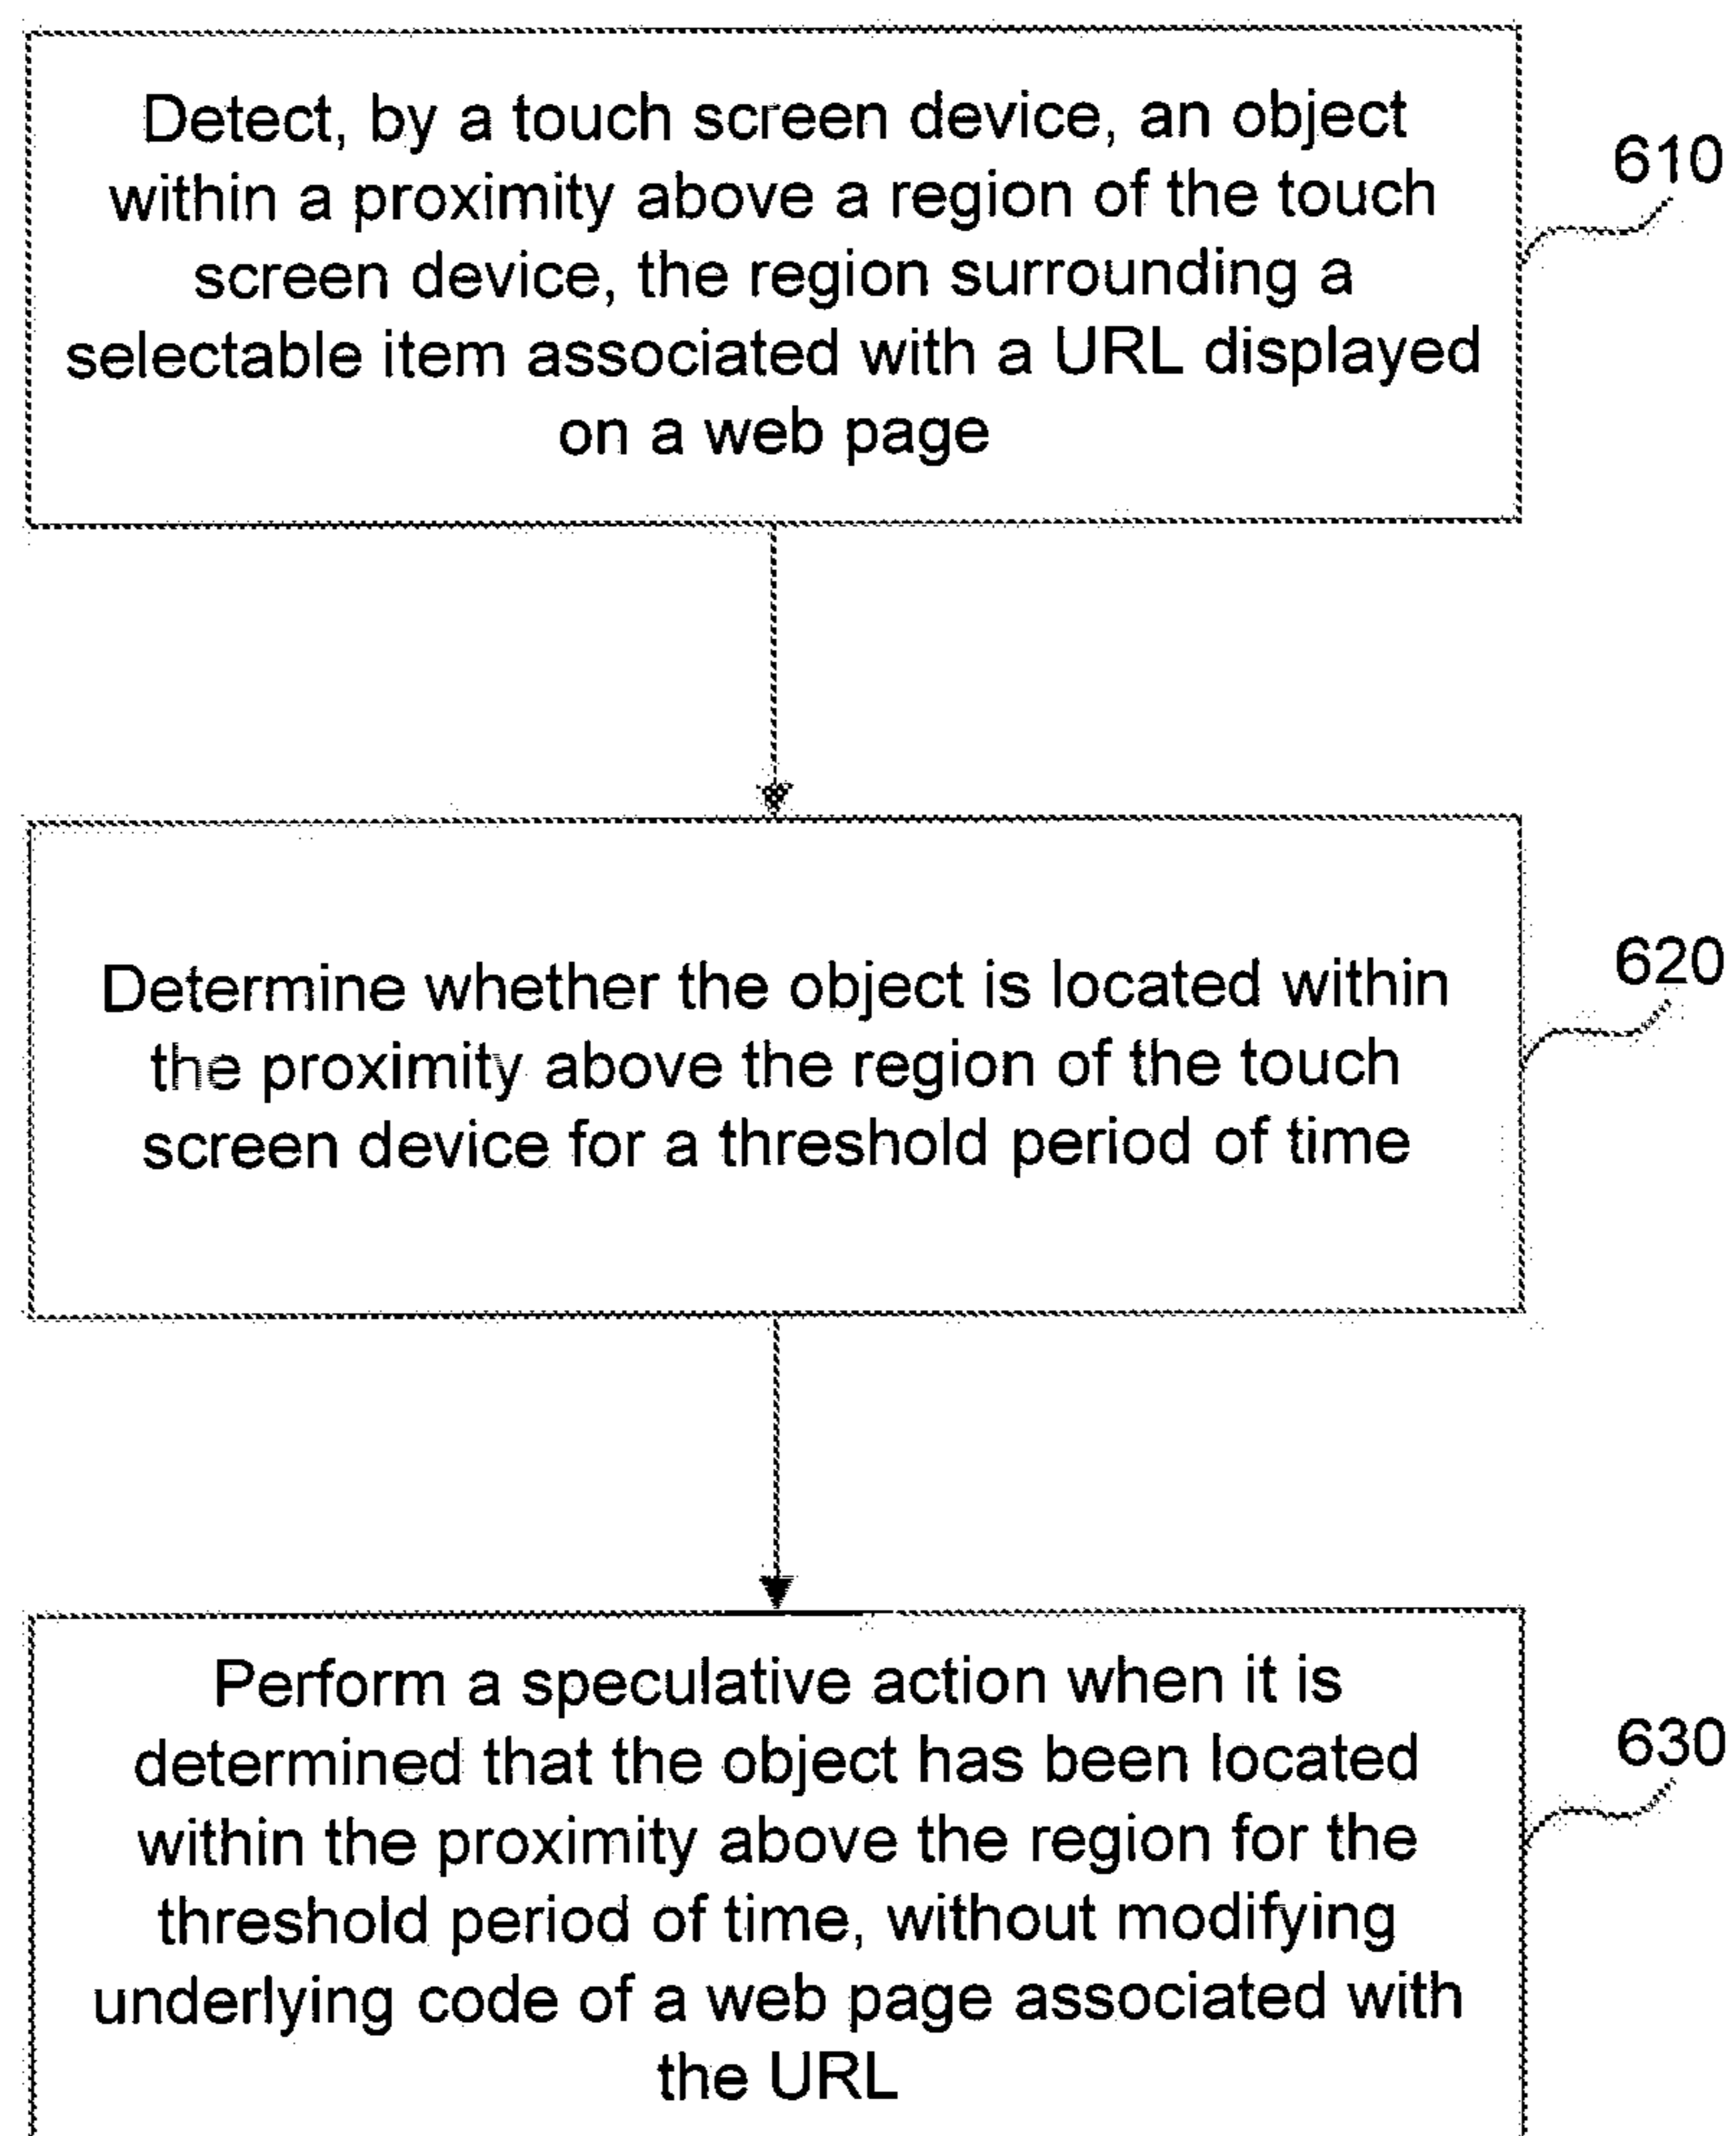 Detect, by a touch screen device, an object
within a proximity above a region of the touch
screen device, the region surrounding a
selectable item associated with a URL displayed
on a web page
610
Determine whether the object is located within
the proximity above the region of the touch
screen device for a threshold period of time
620
Perform a speculative action when it is
determined that the object has been located
within the proximity above the region for the
threshold period of time, without modifying
underlying code of a web page associated with
the URL
630